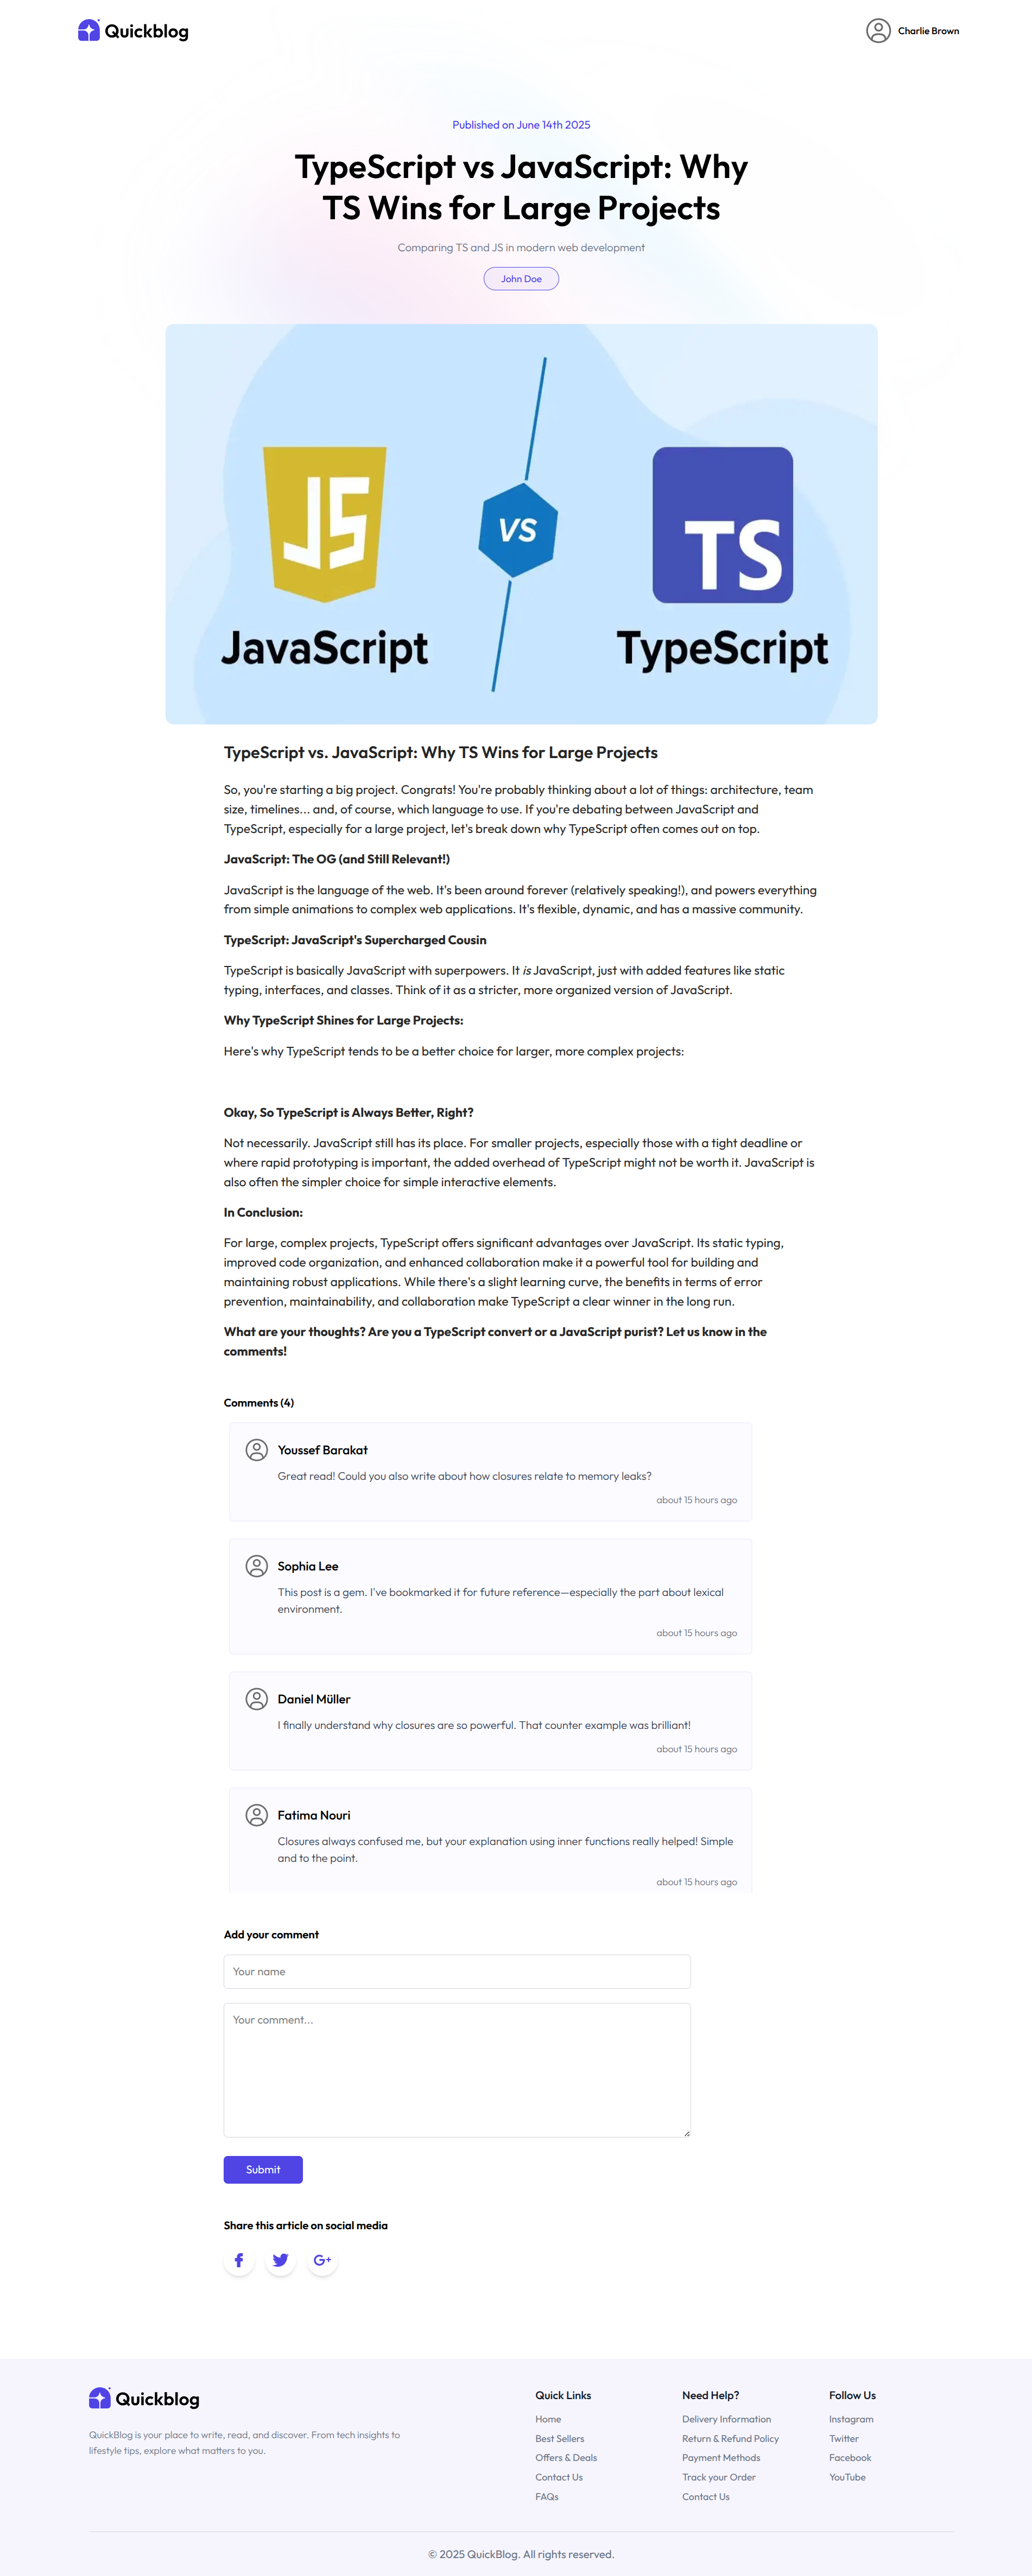 Quickblog
Charlie Brown
Published on June 14th 2025
TypeScript vs JavaScript: Why
TS Wins for Large Projects
Comparing TS and JS in modern web development
John Doe
JS
VS
TS
JavaScript
TypeScript
TypeScript vs. JavaScript: Why TS Wins for Large Projects
So, you're starting a big project. Congrats! You're probably thinking about a lot of things: architecture, team
size, timelines... and, of course, which language to use. If you're debating between JavaScript and
TypeScript, especially for a large project, let's break down why TypeScript often comes out on top.
JavaScript: The OG (and Still Relevant!)
JavaScript is the language of the web. It's been around forever (relatively speaking!), and powers everything
from simple animations to complex web applications. It's flexible, dynamic, and has a massive community.
TypeScript: JavaScript's Supercharged Cousin
TypeScript is basically JavaScript with superpowers. It is JavaScript, just with added features like static
typing, interfaces, and classes. Think of it as a stricter, more organized version of JavaScript.
Why TypeScript Shines for Large Projects:
Here's why TypeScript tends to be a better choice for larger, more complex projects:
Okay, So TypeScript is Always Better, Right?
Not necessarily. JavaScript still has its place. For smaller projects, especially those with a tight deadline or
where rapid prototyping is important, the added overhead of TypeScript might not be worth it. JavaScript is
also often the simpler choice for simple interactive elements.
In Conclusion:
For large, complex projects, TypeScript offers significant advantages over JavaScript. Its static typing,
improved code organization, and enhanced collaboration make it a powerful tool for building and
maintaining robust applications. While there's a slight learning curve, the benefits in terms of error
prevention, maintainability, and collaboration make TypeScript a clear winner in the long run.
What are your thoughts? Are you a TypeScript convert or a JavaScript purist? Let us know in the
comments!
Comments (4)
Youssef Barakat
Great read! Could you also write about how closures relate to memory leaks?
about 15 hours ago
Sophia Lee
This post is a gem. I've bookmarked it for future reference—especially the part about lexical
environment.
about 15 hours ago
Daniel Müller
I finally understand why closures are so powerful. That counter example was brilliant!
about 15 hours ago
Fatima Nouri
Closures always confused me, but your explanation using inner functions really helped! Simple
and to the point.
about 15 hours ago
Add your comment
Your name
Your comment...
Submit
Share this article on social media
G+
Quickblog
QuickBlog is your place to write, read, and discover. From tech insights to
lifestyle tips, explore what matters to you.
Quick Links
Home
Best Sellers
Offers & Deals
Contact Us
FAQs
Need Help?
Delivery Information
Return & Refund Policy
Payment Methods
Track your Order
Contact Us
Follow Us
Instagram
Twitter
Facebook
YouTube
© 2025 QuickBlog. All rights reserved.